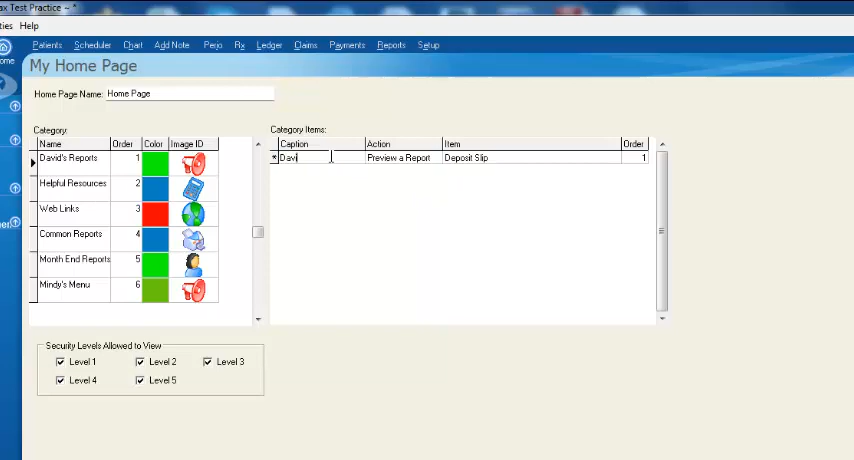 ax Test Practice ~ *
ties Help
Patients Scheduler Chart Add Note Perio Rx Ledger Claims Payments Reports Setup
ome
My Home Page
Home Page Name: Home Page
Category:
Name Order Color Image ID
David's Reports 1
Helpful Resources 2
Web Links 3
Common Reports 4
Month End Reports 5
Mindy's Menu 6
Category Items:
Caption Action Item Order
* Davi Preview a Report Deposit Slip 1
Security Levels Allowed to View
Level 1 Level 2 Level 3
Level 4 Level 5